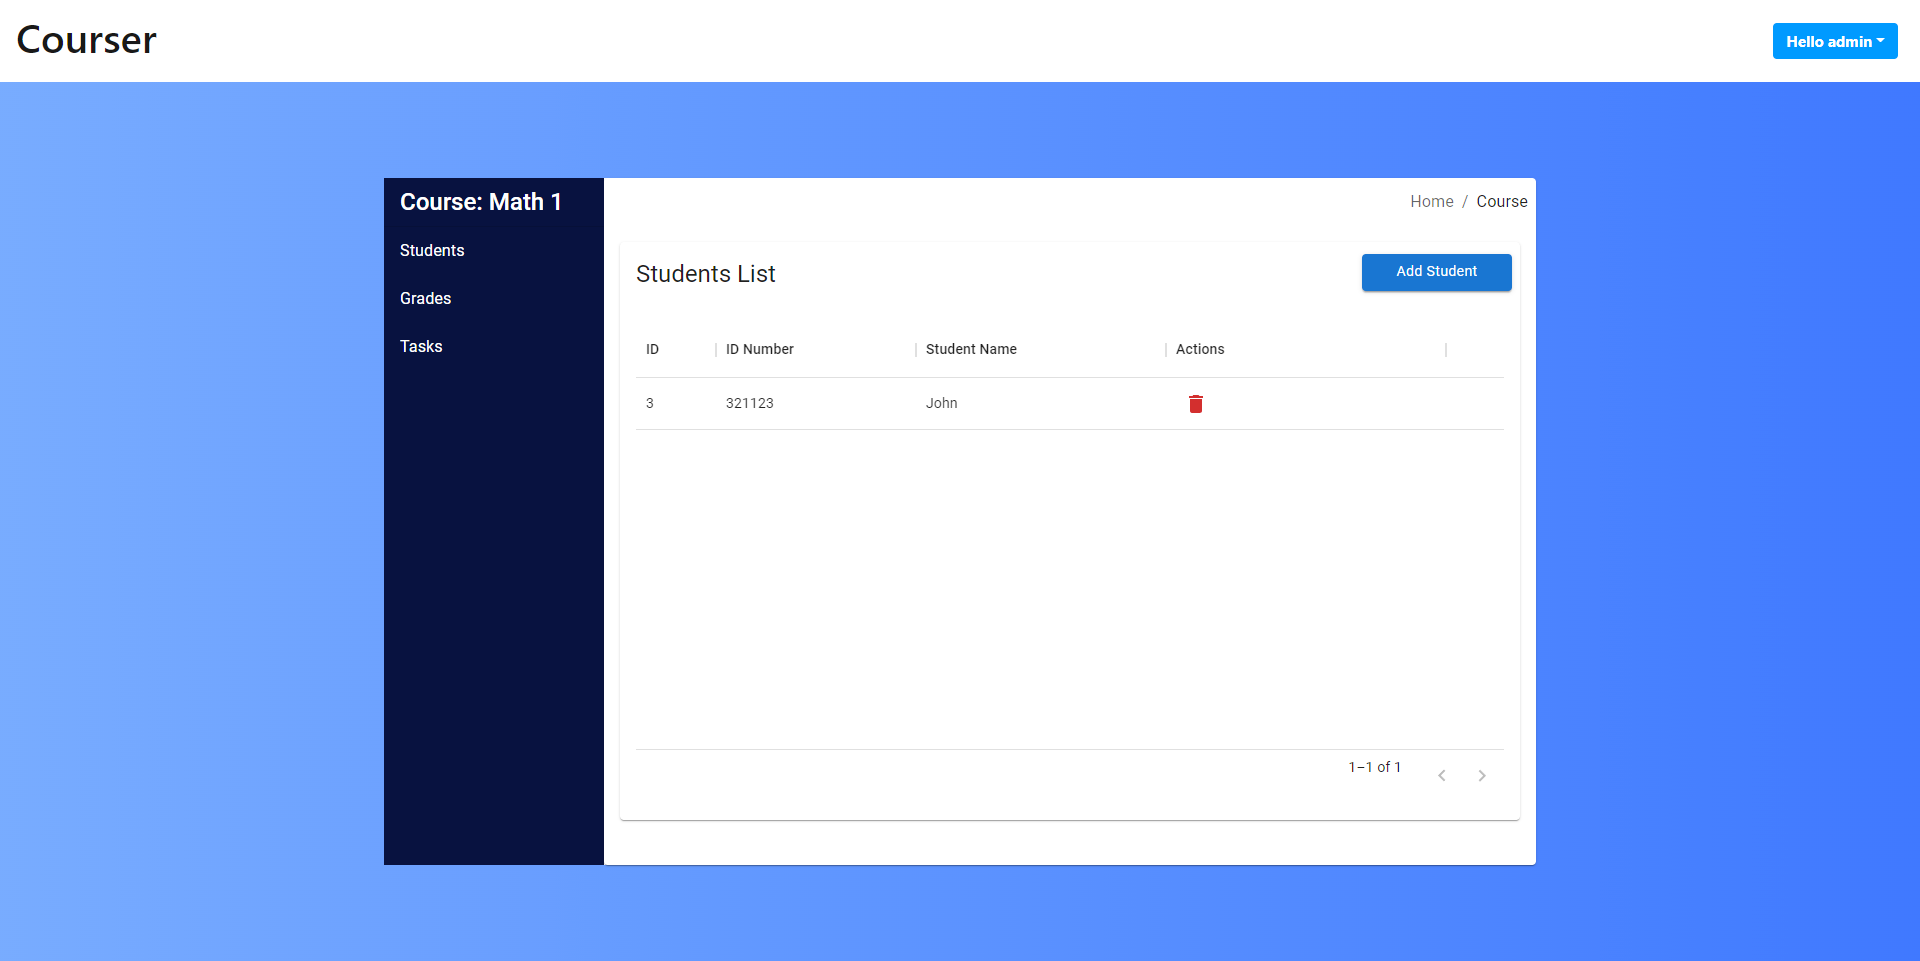 Courser
Hello admin
Course: Math 1
Students
Grades
Tasks
Home / Course
Students List
Add Student
ID ID Number Student Name Actions
3 321123 John
1–1 of 1